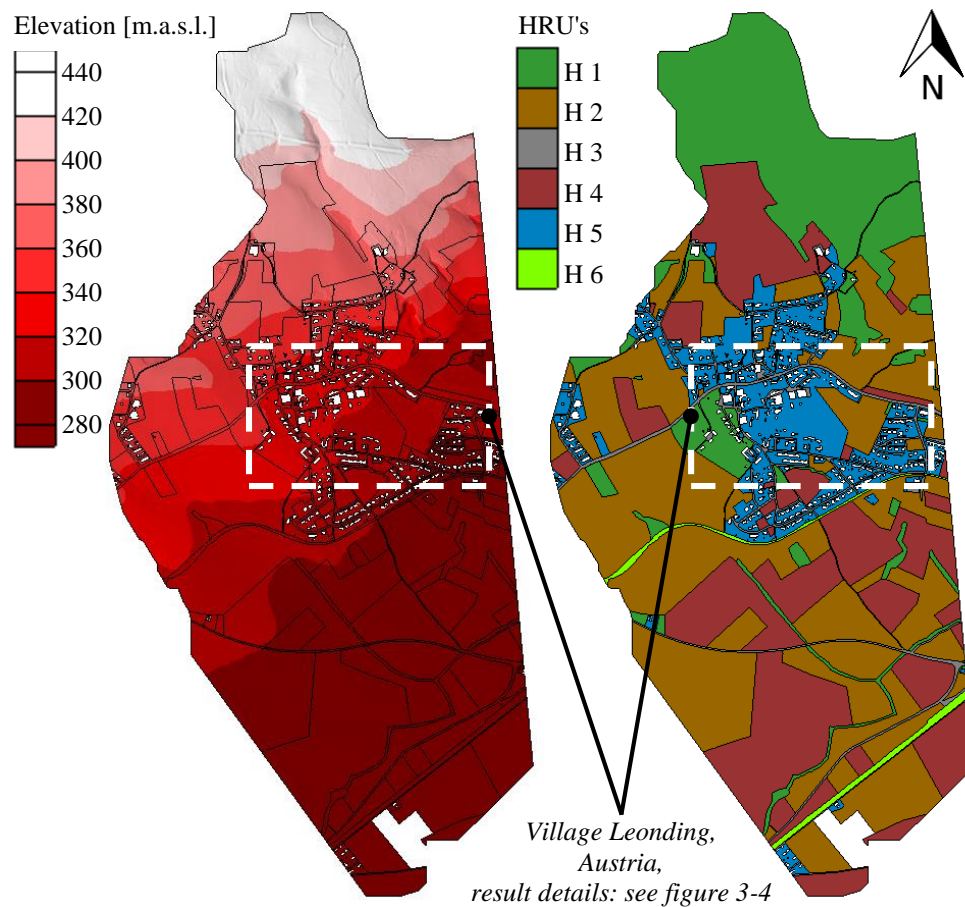 Elevation [m.a.s.l.]
440
420
400
380
360
340
320
300
280
HRU's
H 1
H 2
H 3
H 4
H 5
H 6
N
Village Leonding,
Austria,
result details: see figure 3-4